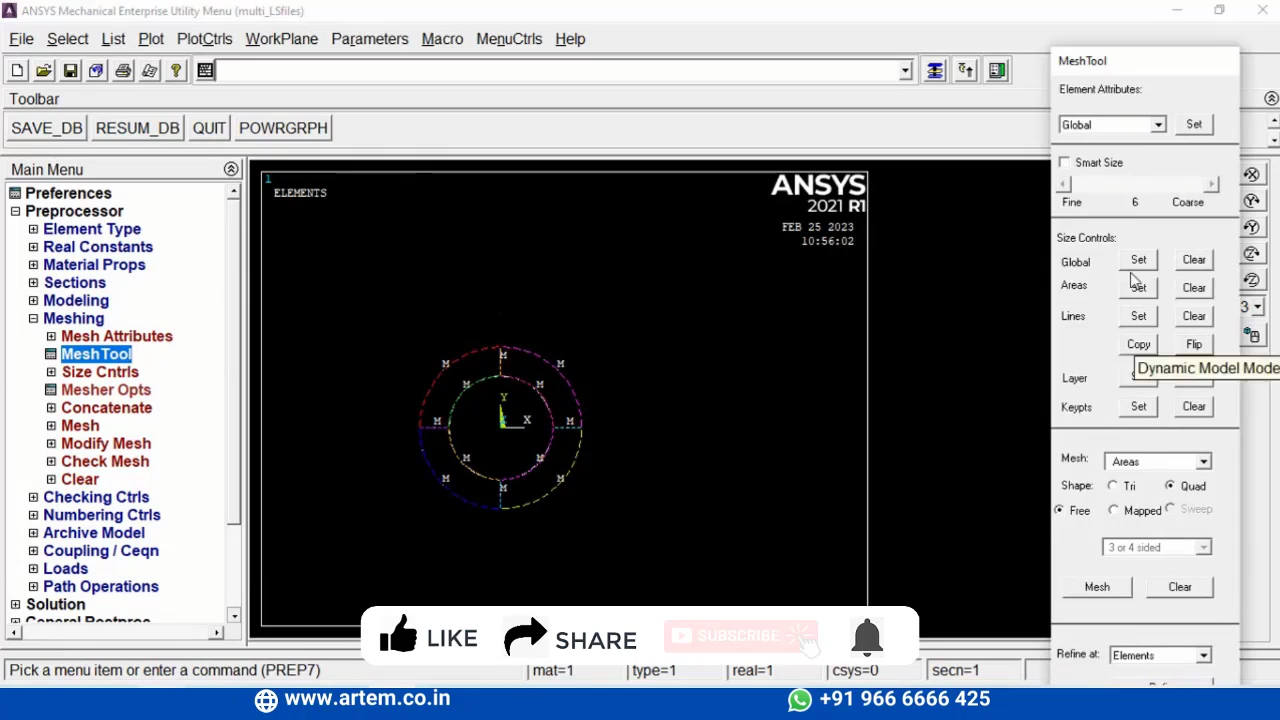 ANSYS Mechanical Enterprise Utility Menu (multi_LSfiles)
File Select List Plot PlotCtrls WorkPlane Parameters Macro MenuCtrls Help
Toolbar
SAVE_DB RESUM_DB QUIT POWRGRPH
Main Menu
Preferences
Preprocessor
Element Type
Real Constants
Material Props
Sections
Modeling
Meshing
Mesh Attributes
MeshTool
Size Cntrls
Mesher Opts
Concatenate
Mesh
Modify Mesh
Check Mesh
Clear
Checking Ctrls
Numbering Ctrls
Archive Model
Coupling / Ceqn
Loads
Path Operations
Solution
1
ELEMENTS
ANSYS
2021 R1
FEB 25 2023
10:56:02
M
M M
M M
Y
M X M
M M
M
M M
MeshTool
Element Attributes:
Global Set
Smart Size
Fine 6 Coarse
Size Controls:
Global Set Clear
Areas Set Clear
Lines Set Clear
Copy Flip
Dynamic Model Mode
Layer
Keypts Set Clear
Mesh: Areas
Shape: Tri Quad
Free Mapped Sweep
3 or 4 sided
Mesh Clear
Refine at: Elements
3
LIKE SHARE SUBSCRIBE
Pick a menu item or enter a command (PREP7) mat=1 type=1 real=1 csys=0 secn=1
www.artem.co.in +91 966 6666 425